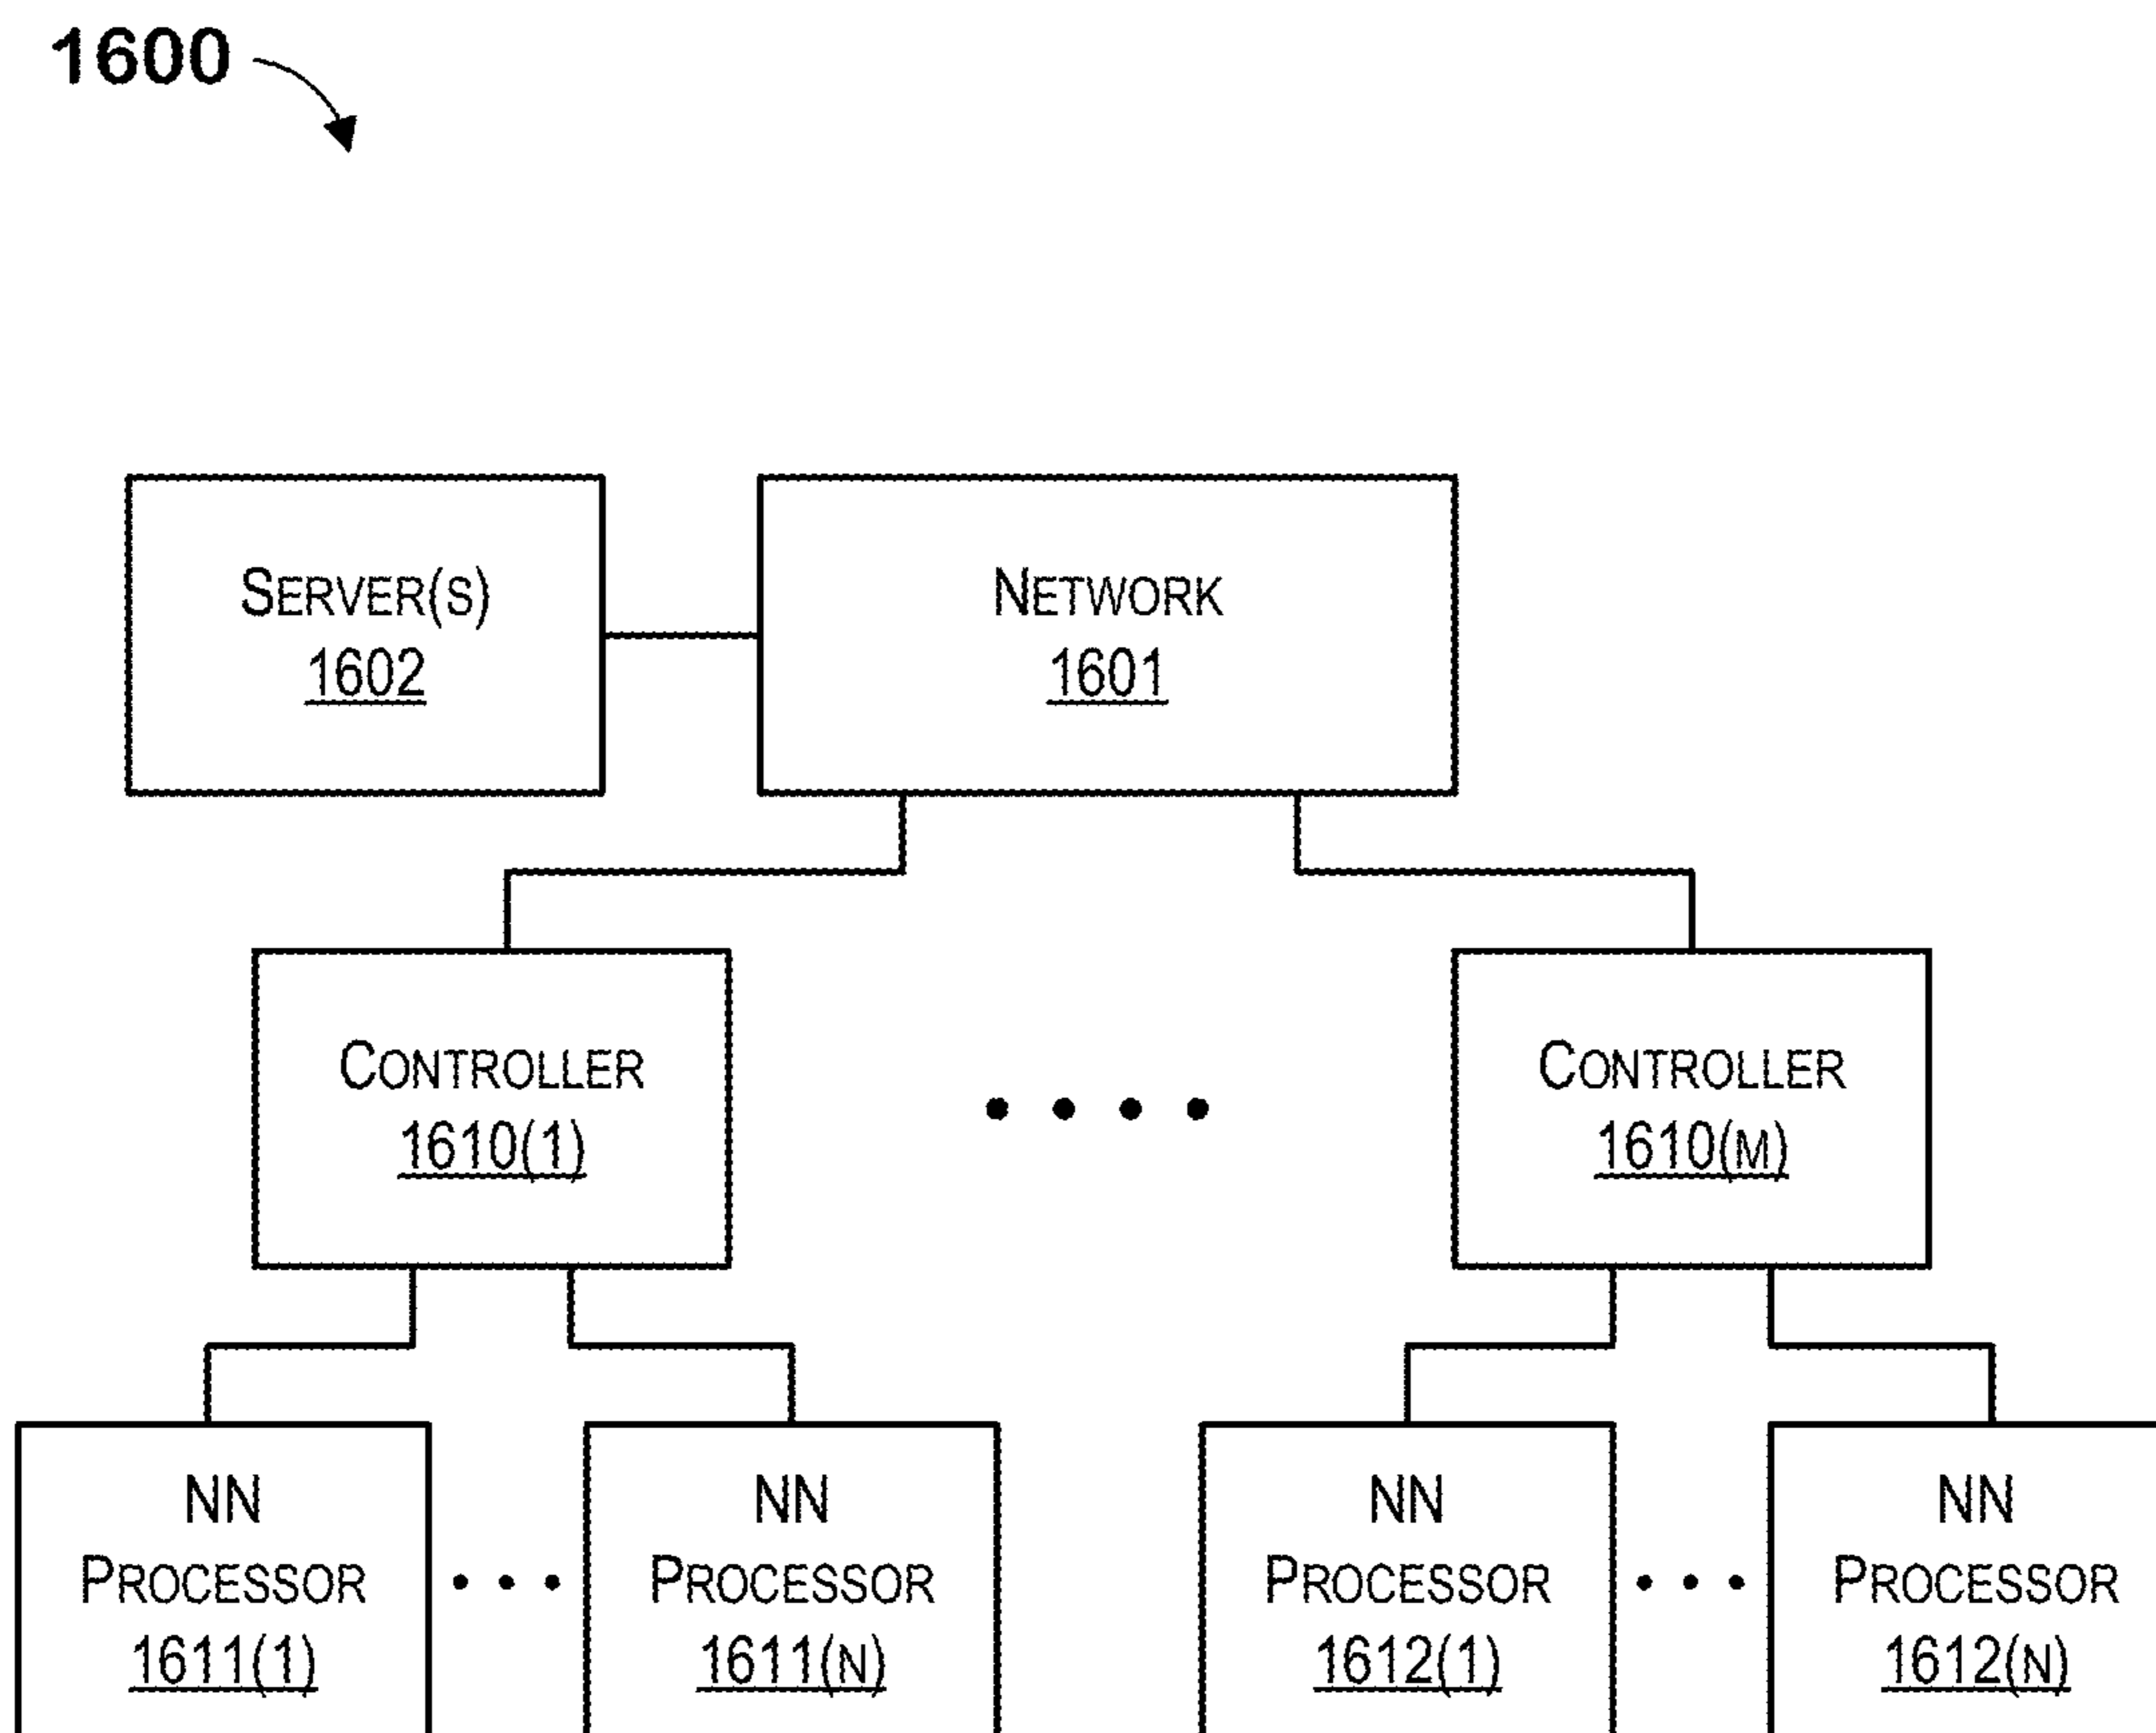 1600
SERVER(S)
1602
NETWORK
1601
CONTROLLER
1610(1)
CONTROLLER
1610(M)
NN
PROCESSOR
1611(1)
NN
PROCESSOR
1611(N)
NN
PROCESSOR
1612(1)
NN
PROCESSOR
1612(N)